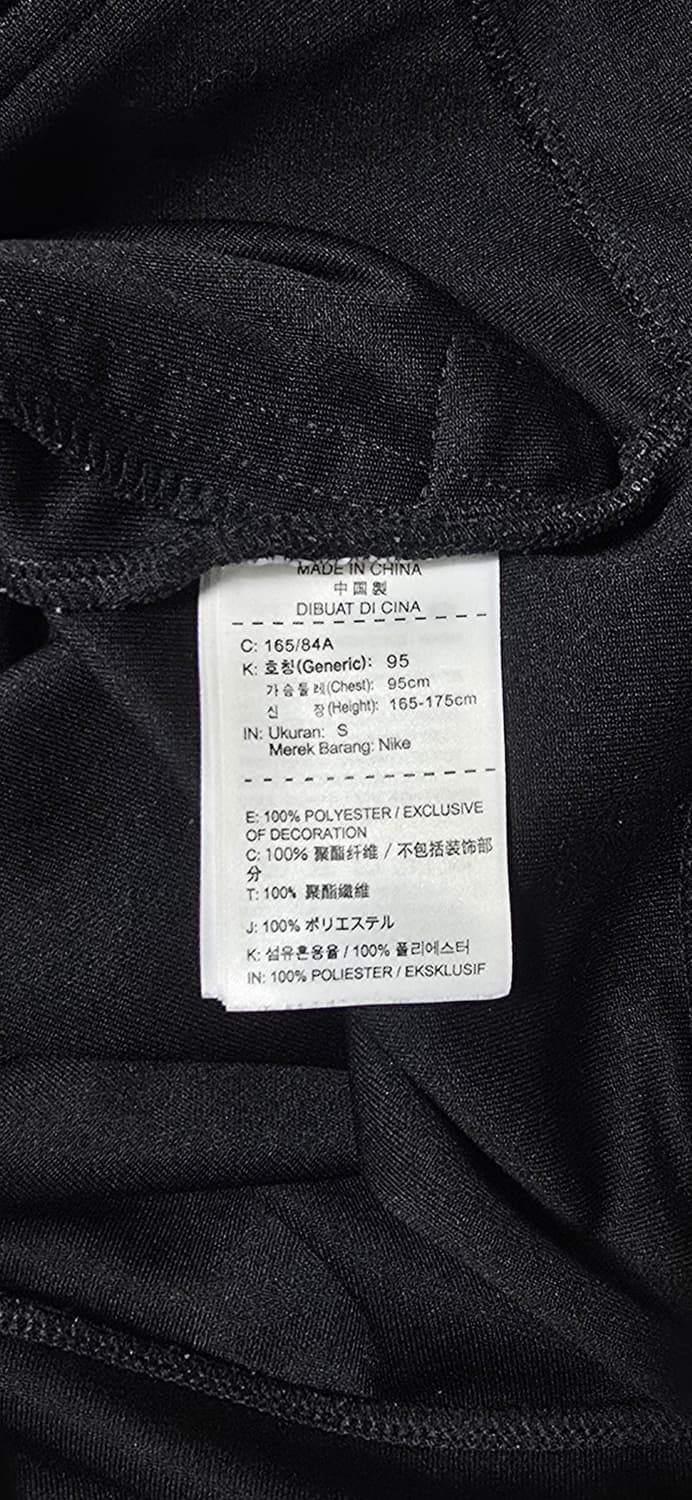 MADE IN CHINA
中国製
DIBUAT DI CINA
C: 165/84A
K: 호칭(Generic): 95
가슴둘레(Chest): 95cm
신 장(Height): 165-175cm
IN: Ukuran: S
Merek Barang: Nike
E: 100% POLYESTER / EXCLUSIVE
OF DECORATION
C: 100% 聚酯纤维 / 不包括装饰部
分
T: 100% 聚酯纖維
J: 100% ポリエステル
K: 섬유혼용율 / 100% 폴리에스터
IN: 100% POLIESTER / EKSKLUSIF